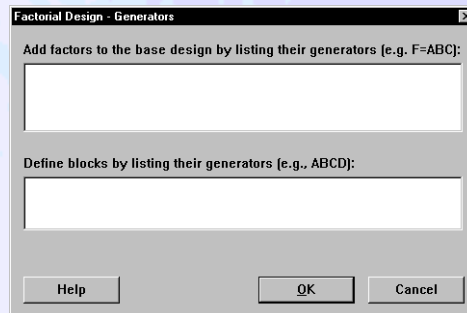 Factorial Design - Generators
Add factors to the base design by listing their generators (e.g. F=ABC):
Define blocks by listing their generators (e.g., ABCD):
Help OK Cancel